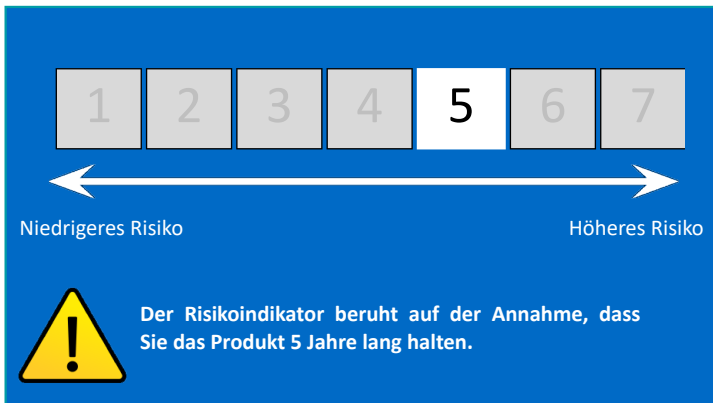 1 2 3 4 5 6 7
Niedrigeres Risiko Höheres Risiko
Der Risikoindikator beruht auf der Annahme, dass
Sie das Produkt 5 Jahre lang halten.